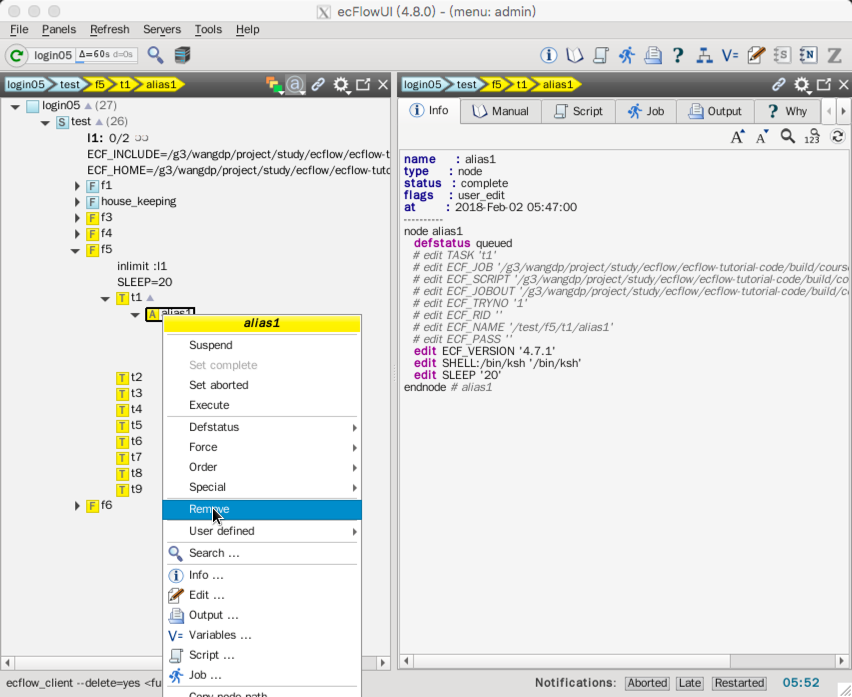 ecFlowUI (4.8.0) - (menu: admin)
File Panels Refresh Servers Tools Help
login05 Δ=60s d=0s
login05 test f5 t1 alias1
login05 (27)
test (26)
l1: 0/2
ECF_INCLUDE=/g3/wangdp/project/study/ecflow/ecflow-t
ECF_HOME=/g3/wangdp/project/study/ecflow/ecflow-tuto
F f1
F house_keeping
F f3
F f4
F f5
inlimit :l1
SLEEP=20
T t1
A alias1
T t2
T t3
T t4
T t5
T t6
T t7
T t8
T t9
F f6
alias1
Suspend
Set complete
Set aborted
Execute
Defstatus
Force
Order
Special
Remove
User defined
Search ...
Info ...
Edit ...
Output ...
V= Variables ...
Script ...
Job ...
Copy node path
login05 test f5 t1 alias1
Info Manual Script Job Output ? Why
name : alias1
type : node
status : complete
flags : user_edit
at : 2018-Feb-02 05:47:00
----------
node alias1
defstatus queued
# edit TASK 't1'
# edit ECF_JOB '/g3/wangdp/project/study/ecflow/ecflow-tutorial-code/build/cours
# edit ECF_SCRIPT '/g3/wangdp/project/study/ecflow/ecflow-tutorial-code/build/co
# edit ECF_JOBOUT '/g3/wangdp/project/study/ecflow/ecflow-tutorial-code/build/c
# edit ECF_TRYNO '1'
# edit ECF_RID ''
# edit ECF_NAME '/test/f5/t1/alias1'
# edit ECF_PASS ''
edit ECF_VERSION '4.7.1'
edit SHELL:/bin/ksh '/bin/ksh'
edit SLEEP '20'
endnode # alias1
ecflow_client --delete=yes <fu
Notifications: Aborted Late Restarted 05:52